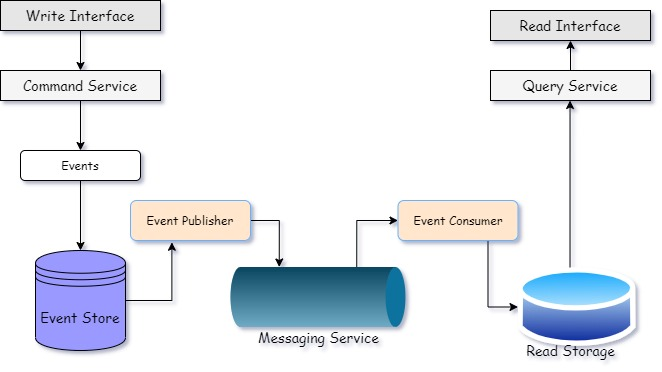 Write Interface
Read Interface
Command Service
Query Service
Events
Event Publisher
Event Consumer
Event Store
Messaging Service
Read Storage